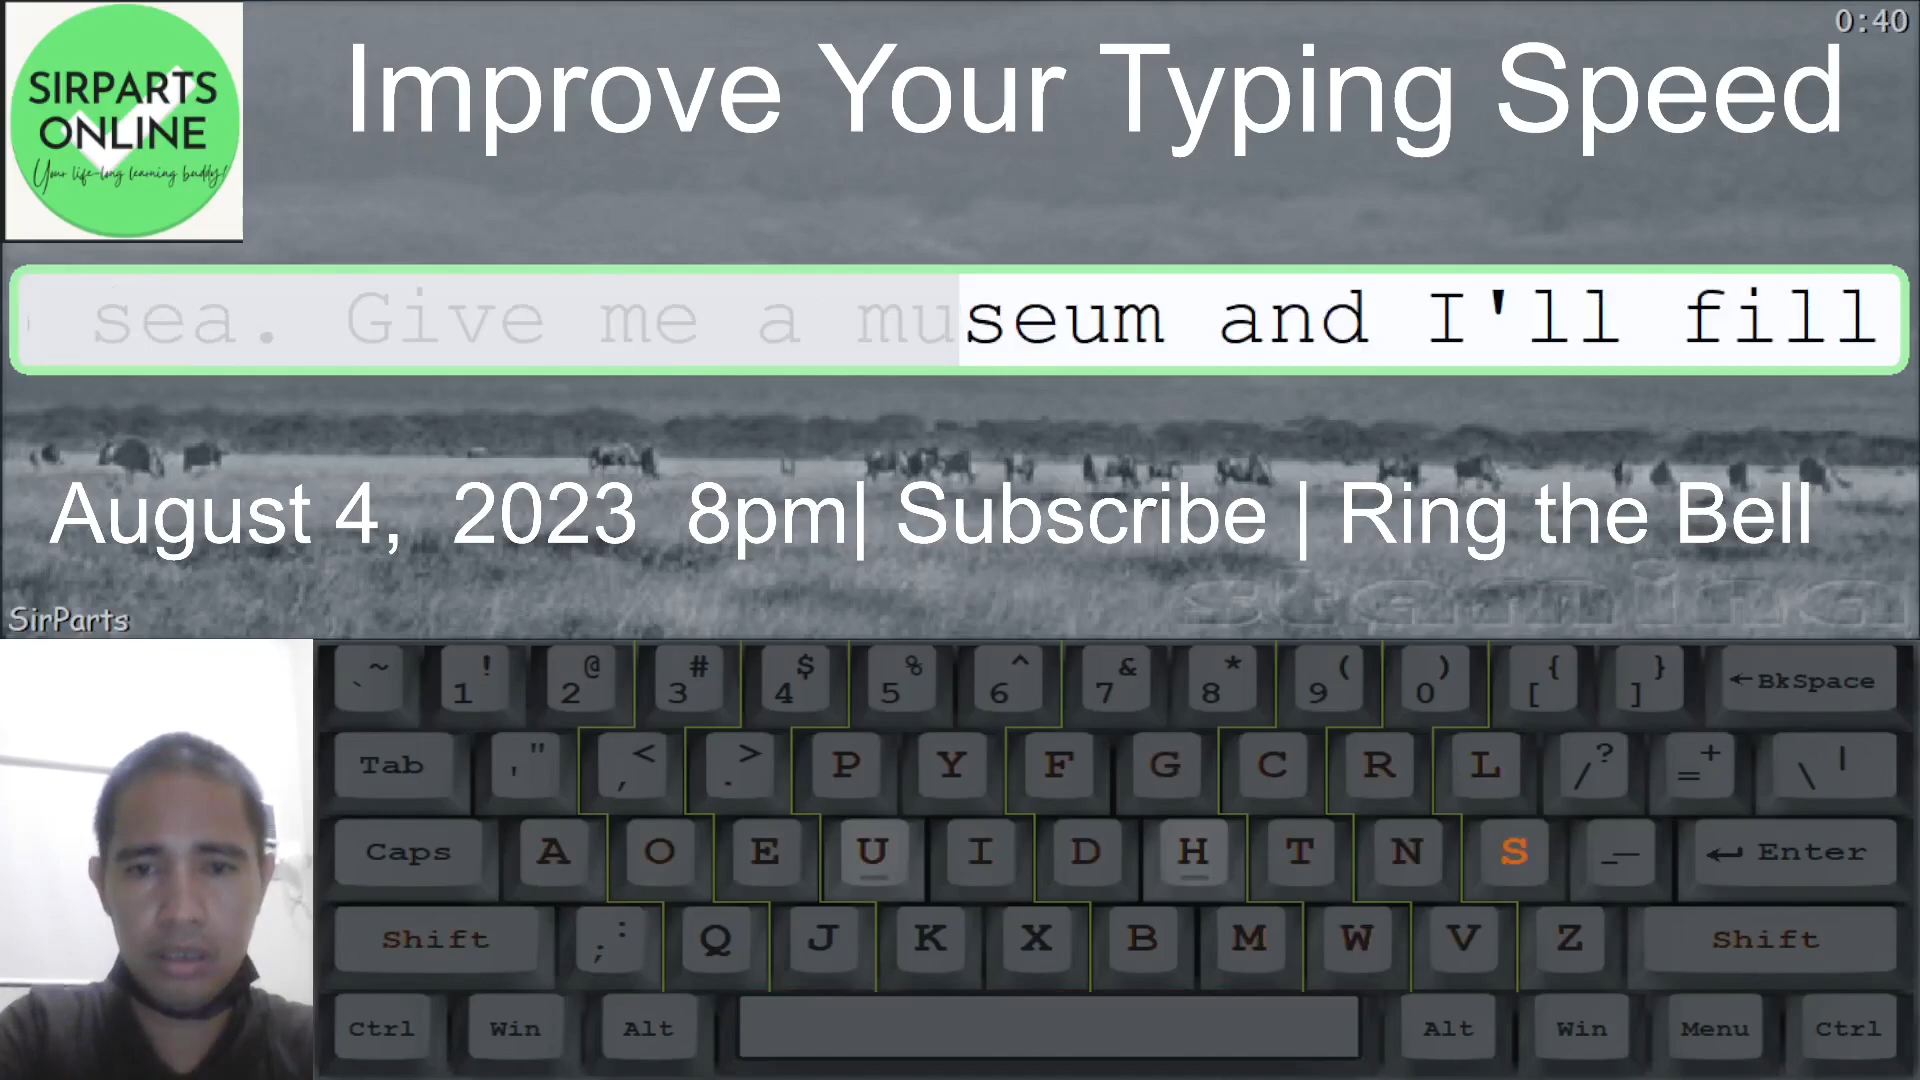 0:40
SIRPARTS
ONLINE
Your life-long learning buddy!
Improve Your Typing Speed
sea. Give me a museum and I'll fill
August 4, 2023 8pm| Subscribe | Ring the Bell
stamina
SirParts
~ ` ! 1 @ 2 # 3 $ 4 % 5 ^ 6 & 7 * 8 ( 9 ) 0 { [ } ] ←BkSpace
Tab " ' < , > . P Y F G C R L ? / + = | \
Caps A O E U I D H T N S _ - Enter
Shift : ; Q J K X B M W V Z Shift
Ctrl Win Alt Alt Win Menu Ctrl